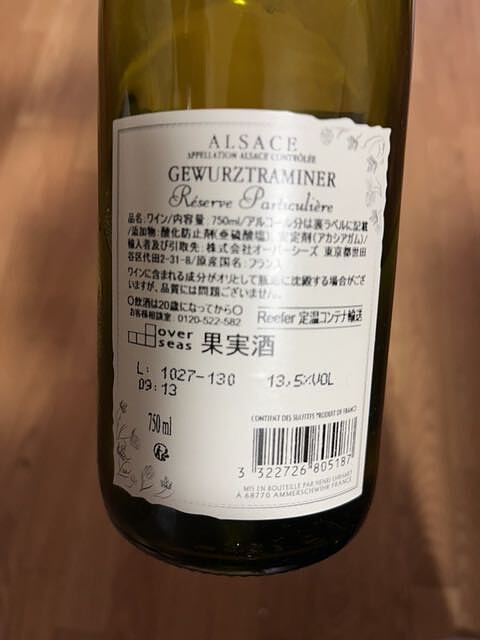 ALSACE
APPELLATION ALSACE CONTRÔLÉE
GEWURZTRAMINER
Réserve Particulière
品名:ワイン/内容量:750ml/アルコール分は裏ラベルに記載
/添加物:酸化防止剤(亜硫酸塩)、安定剤(アカシアガム)/
輸入者及び引取先:株式会社オーバーシーズ 東京都世田
谷区代田2-31-8/原産国名:フランス
ワインに含まれる成分がオリとして瓶底に沈殿する場合がござ
いますが、品質には問題ございません。
○飲酒は20歳になってから○
お客様相談室 0120-522-582
Reefer 定温コンテナ輸送
over
seas 果実酒
L: 1027-130 13,5%VOL
09:13
CONTIENT DES SULFITES PRODUIT DE FRANCE
750 ml
3 322726 805187
MIS EN BOUTEILLE PAR HENRI EHRHART
A 68770 AMMERSCHWIHR FRANCE